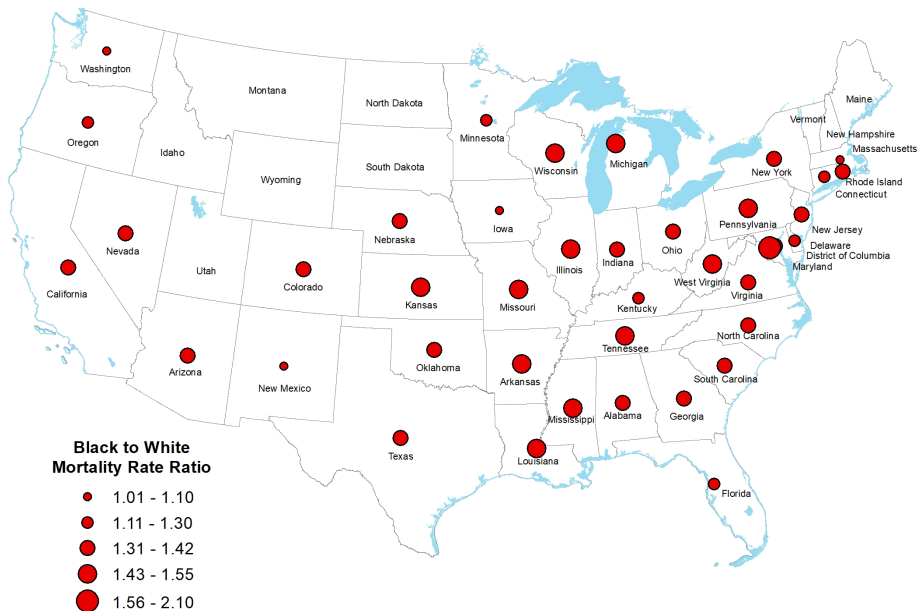 Washington
Montana
North Dakota
Minnesota
Maine
Vermont
New Hampshire
Massachusetts
Oregon
Idaho
South Dakota
Wisconsin
Michigan
New York
Rhode Island
Connecticut
Wyoming
Nebraska
Iowa
Pennsylvania
New Jersey
Nevada
Utah
Colorado
Illinois
Indiana
Ohio
Delaware
District of Columbia
Maryland
California
Kansas
Missouri
West Virginia
Virginia
Kentucky
North Carolina
Arizona
New Mexico
Oklahoma
Arkansas
Tennessee
South Carolina
Mississippi
Alabama
Georgia
Texas
Louisiana
Florida
Black to White
Mortality Rate Ratio
1.01 - 1.10
1.11 - 1.30
1.31 - 1.42
1.43 - 1.55
1.56 - 2.10